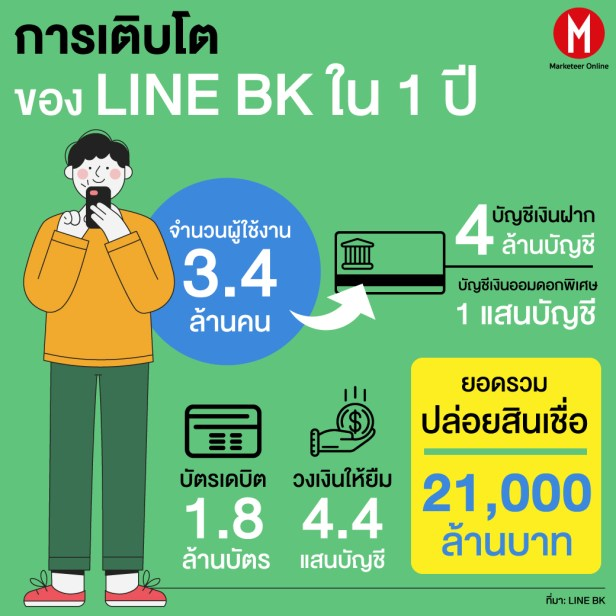 การเติบโต
ของ LINE BK ใน 1 ปี
M
Marketeer Online
จำนวนผู้ใช้งาน
3.4
ล้านคน
4 บัญชีเงินฝาก
ล้านบัญชี
บัญชีเงินออมดอกพิเศษ
1 แสนบัญชี
บัตรเดบิต
1.8
ล้านบัตร
วงเงินให้ยืม
4.4
แสนบัญชี
ยอดรวม
ปล่อยสินเชื่อ
21,000
ล้านบาท
ที่มา: LINE BK